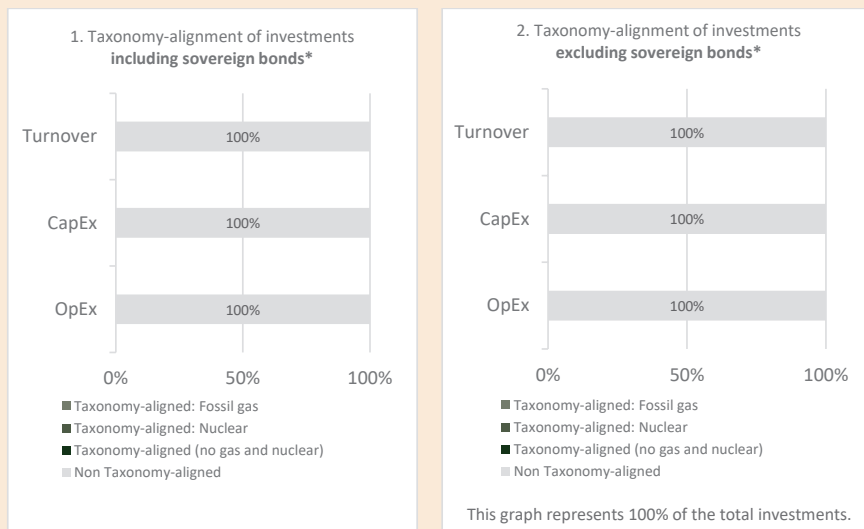 1. Taxonomy-alignment of investments
including sovereign bonds*
Turnover
100%
CapEx
100%
OpEx
100%
0%
50%
100%
Taxonomy-aligned: Fossil gas
Taxonomy-aligned: Nuclear
Taxonomy-aligned (no gas and nuclear)
Non Taxonomy-aligned
2. Taxonomy-alignment of investments
excluding sovereign bonds*
Turnover
100%
CapEx
100%
OpEx
100%
0%
50%
100%
Taxonomy-aligned: Fossil gas
Taxonomy-aligned: Nuclear
Taxonomy-aligned (no gas and nuclear)
Non Taxonomy-aligned
This graph represents 100% of the total investments.